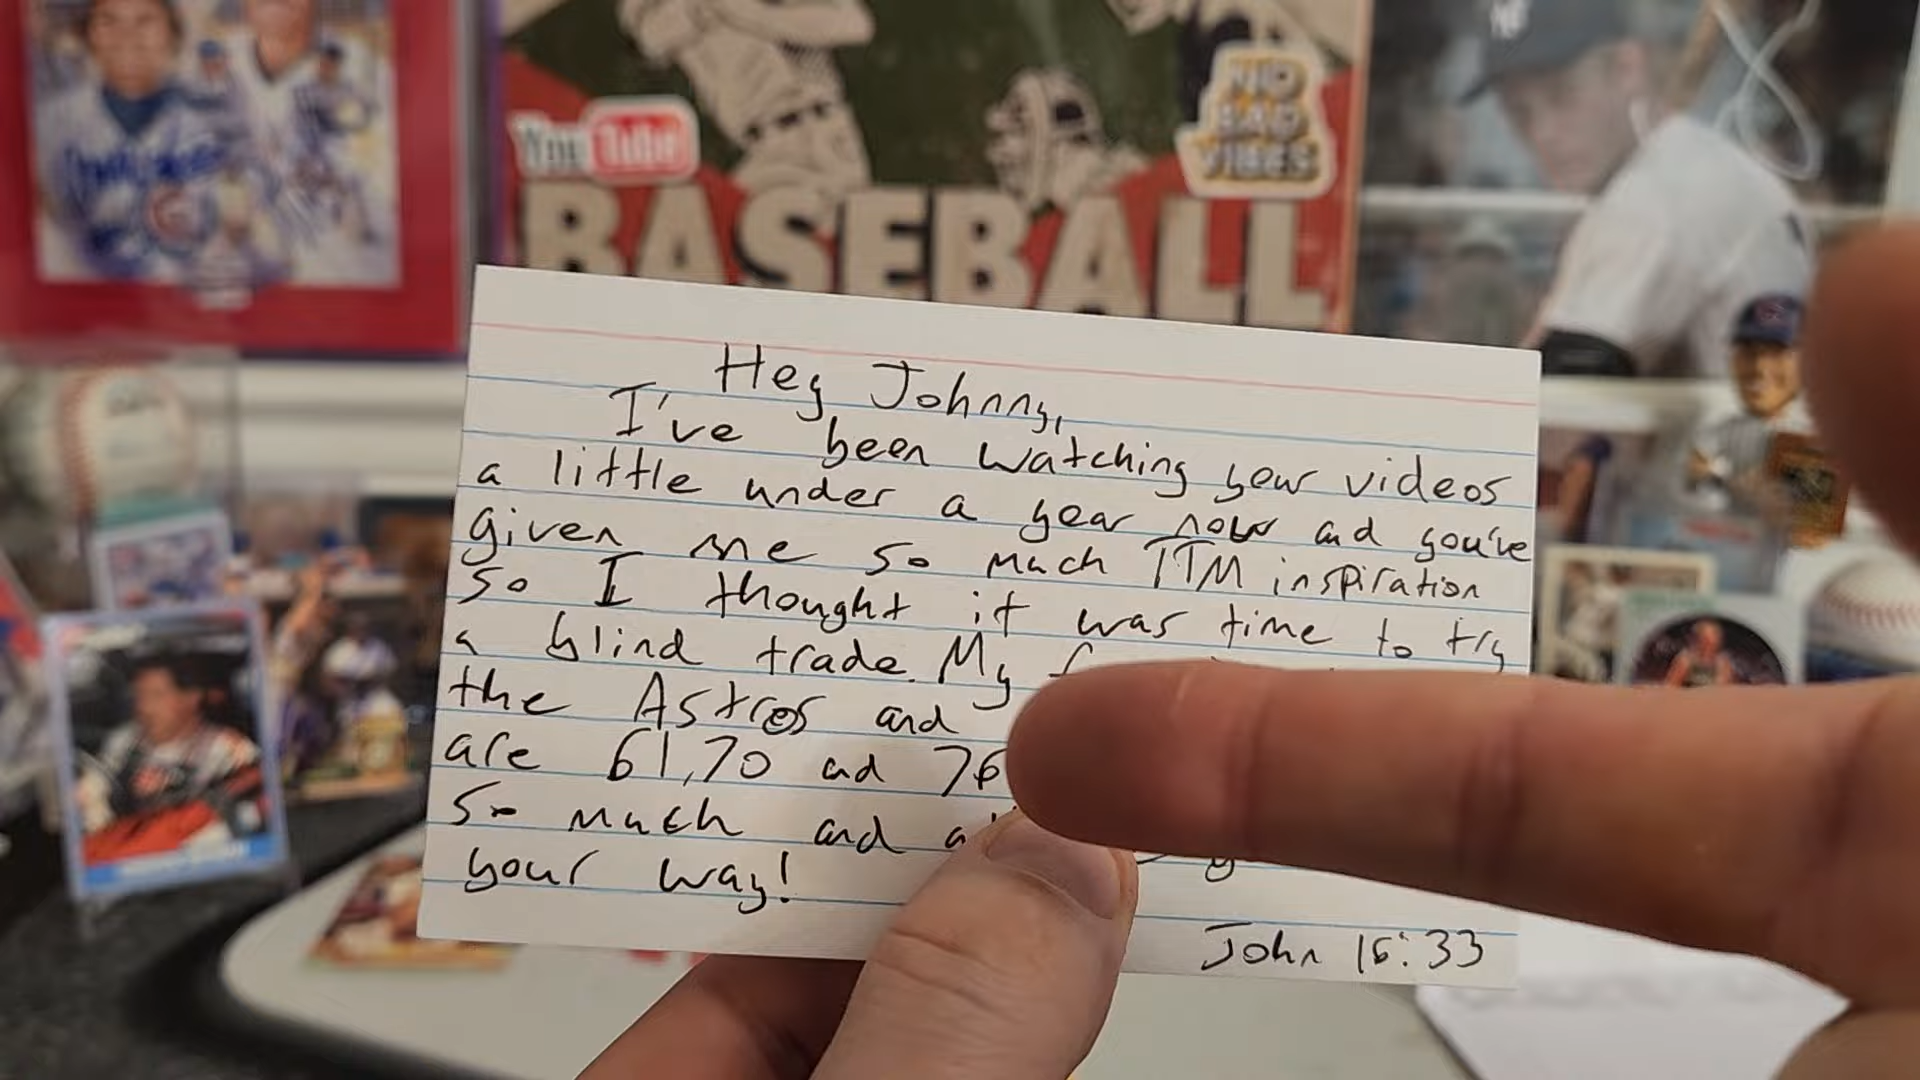 YouTube
NO
BAD
VIBES
BASEBALL
Hey Johnny,
I've been watching your videos
a little under a year now and you've
given me so much TTM inspiration
so I thought it was time to try
a blind trade. My
the Astros and
are 61,70 and 76
so much and
your way!
John 16:33